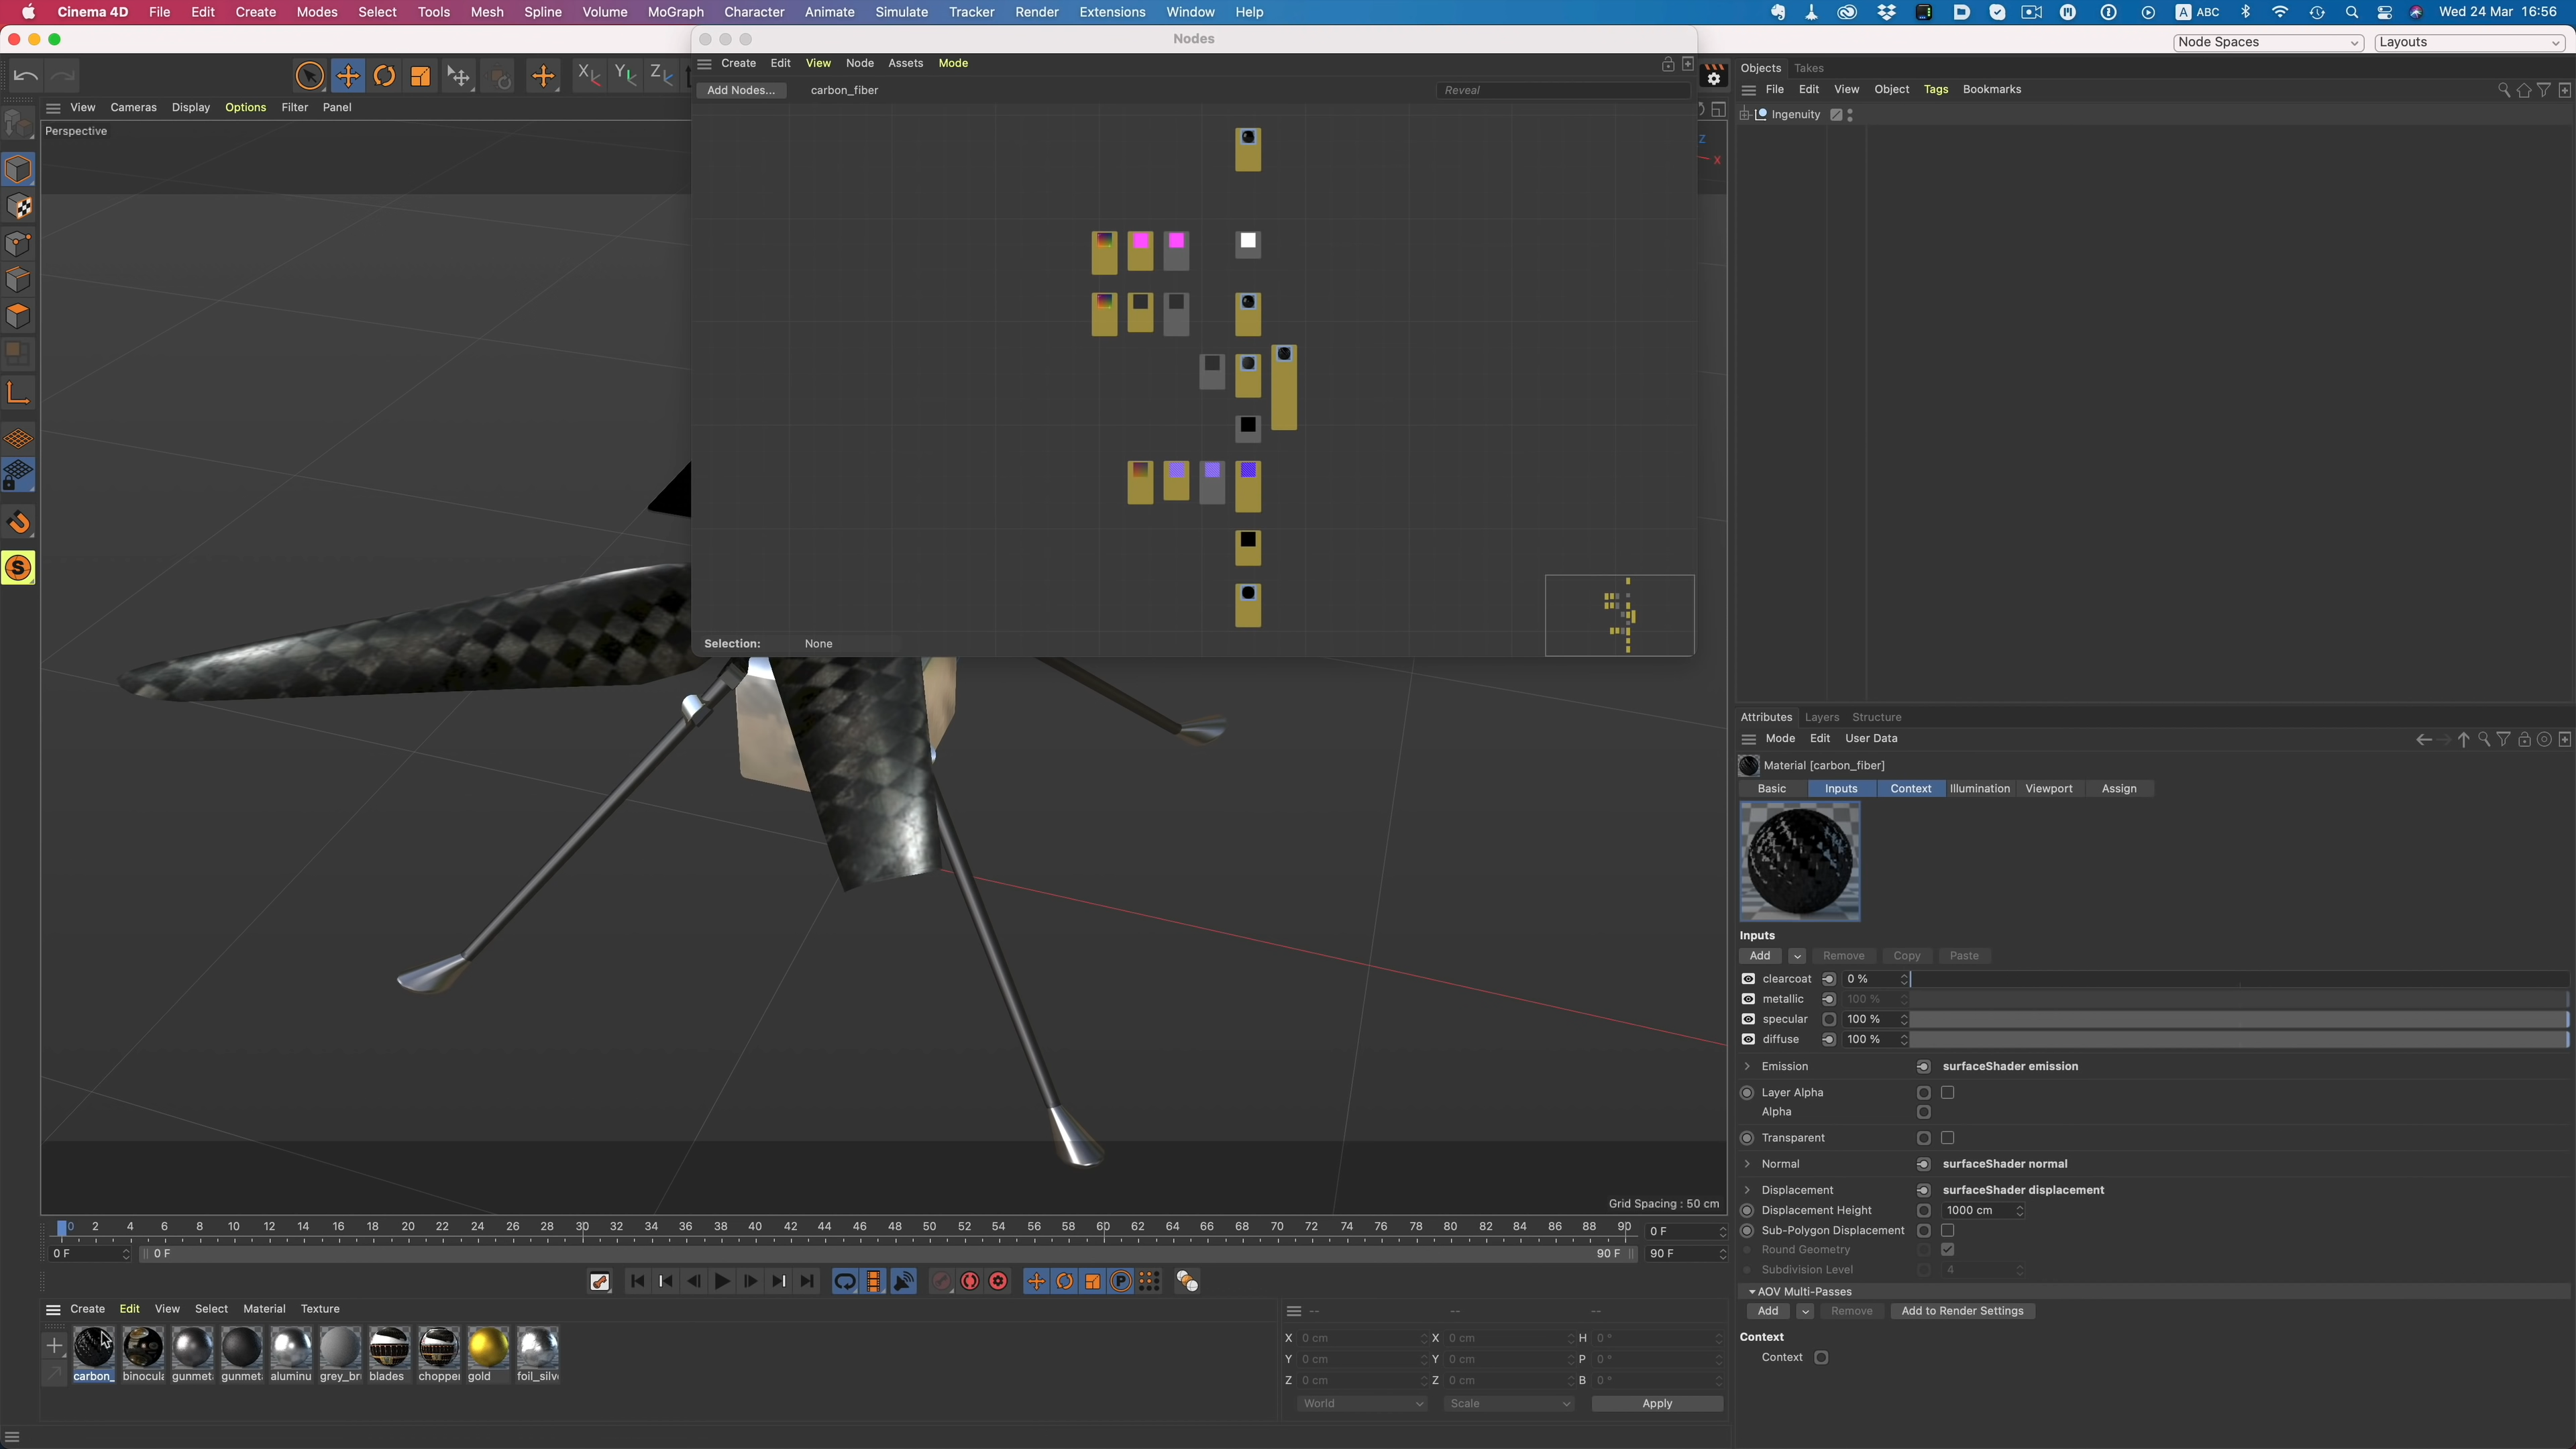 Cinema 4D File Edit Create Modes Select Tools Mesh Spline Volume MoGraph Character Animate Simulate Tracker Render Extensions Window Help
A ABC Wed 24 Mar 16:56
Nodes
Node Spaces Layouts
Create Edit View Node Assets Mode
Add Nodes... carbon_fiber Reveal
X Y Z
View Cameras Display Options Filter Panel
Perspective
Z
X
Selection: None
Grid Spacing : 50 cm
Objects Takes
File Edit View Object Tags Bookmarks
Ingenuity
Attributes Layers Structure
Mode Edit User Data
Material [carbon_fiber]
Basic Inputs Context Illumination Viewport Assign
Inputs
Add Remove Copy Paste
clearcoat 0 %
metallic 100 %
specular 100 %
diffuse 100 %
Emission surfaceShader emission
Layer Alpha
Alpha
Transparent
Normal surfaceShader normal
Displacement surfaceShader displacement
Displacement Height 1000 cm
Sub-Polygon Displacement
Round Geometry
Subdivision Level 4
AOV Multi-Passes
Add Remove Add to Render Settings
Context
Context
0 2 4 6 8 10 12 14 16 18 20 22 24 26 28 30 32 34 36 38 40 42 44 46 48 50 52 54 56 58 60 62 64 66 68 70 72 74 76 78 80 82 84 86 88 90 0 F
0 F 0 F 90 F 90 F
P
Create Edit View Select Material Texture
carbon_ binocula gunmet gunmet aluminu grey_br blades chopper gold foil_silv
-- -- --
X 0 cm X 0 cm H 0 °
Y 0 cm Y 0 cm P 0 °
Z 0 cm Z 0 cm B 0 °
World Scale Apply
S